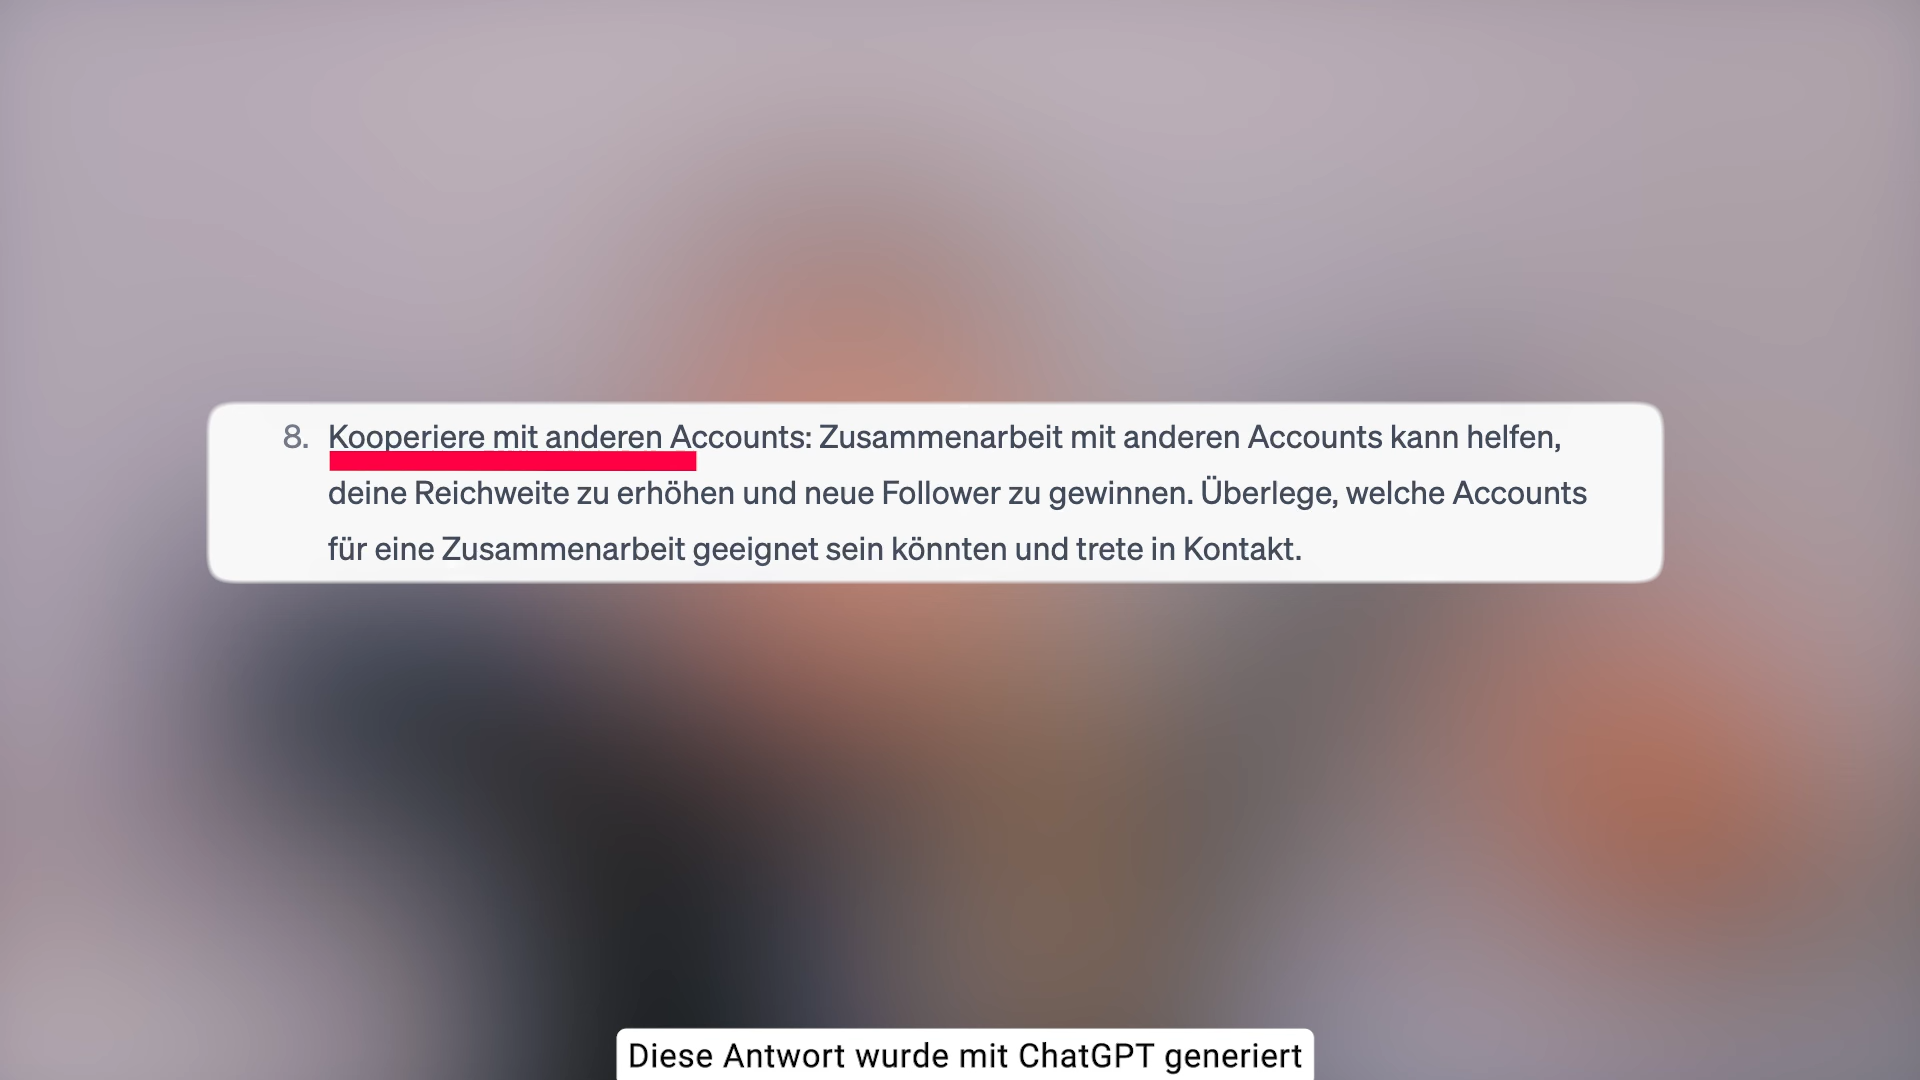 8. Kooperiere mit anderen Accounts: Zusammenarbeit mit anderen Accounts kann helfen,
deine Reichweite zu erhöhen und neue Follower zu gewinnen. Überlege, welche Accounts
für eine Zusammenarbeit geeignet sein könnten und trete in Kontakt.
Diese Antwort wurde mit ChatGPT generiert